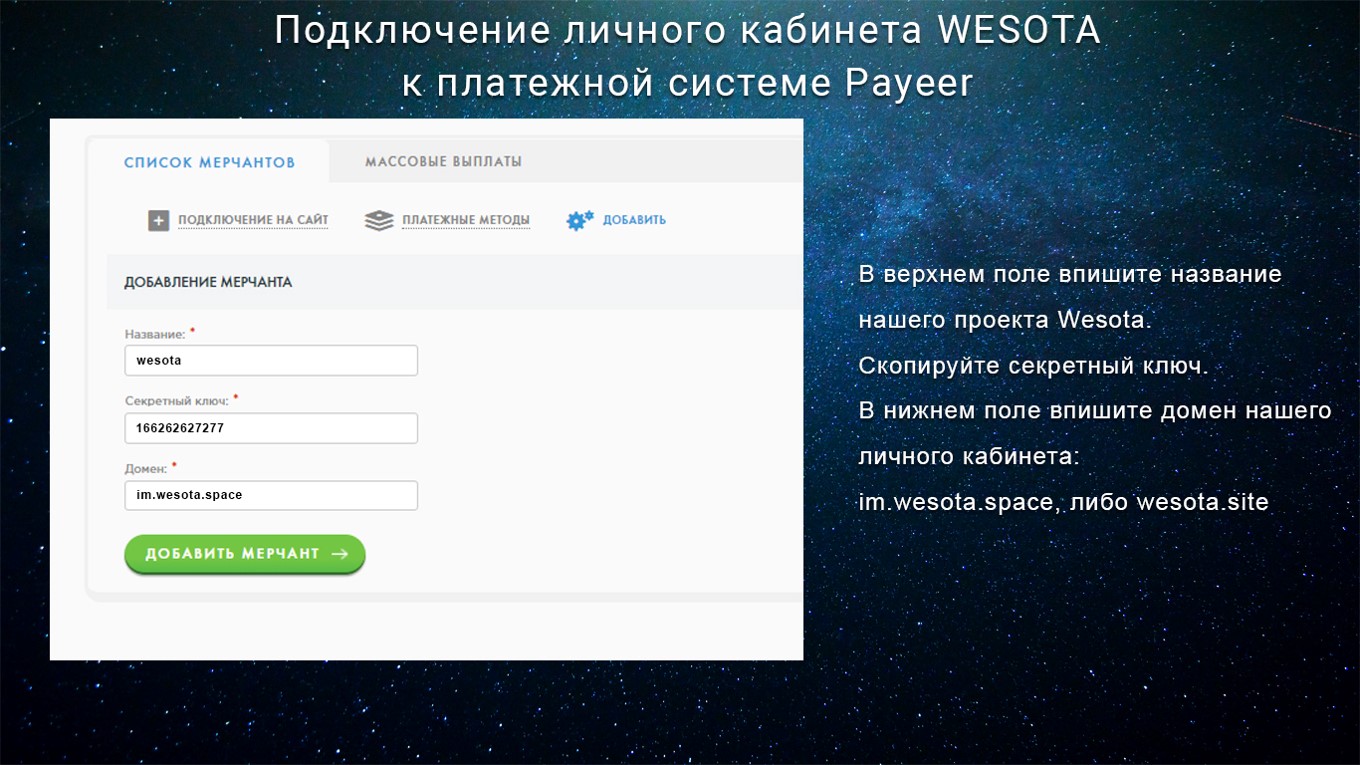 Подключение личного кабинета WESOTA
к платежной системе Payeer
СПИСОК МЕРЧАНТОВ
МАССОВЫЕ ВЫПЛАТЫ
ПОДКЛЮЧЕНИЕ НА САЙТ
ПЛАТЕЖНЫЕ МЕТОДЫ
ДОБАВИТЬ
ДОБАВЛЕНИЕ МЕРЧАНТА
Название: *
wesota
Секретный ключ: *
166262627277
Домен: *
im.wesota.space
ДОБАВИТЬ МЕРЧАНТ →
В верхнем поле впишите название
нашего проекта Wesota.
Скопируйте секретный ключ.
В нижнем поле впишите домен нашего
личного кабинета:
im.wesota.space, либо wesota.site